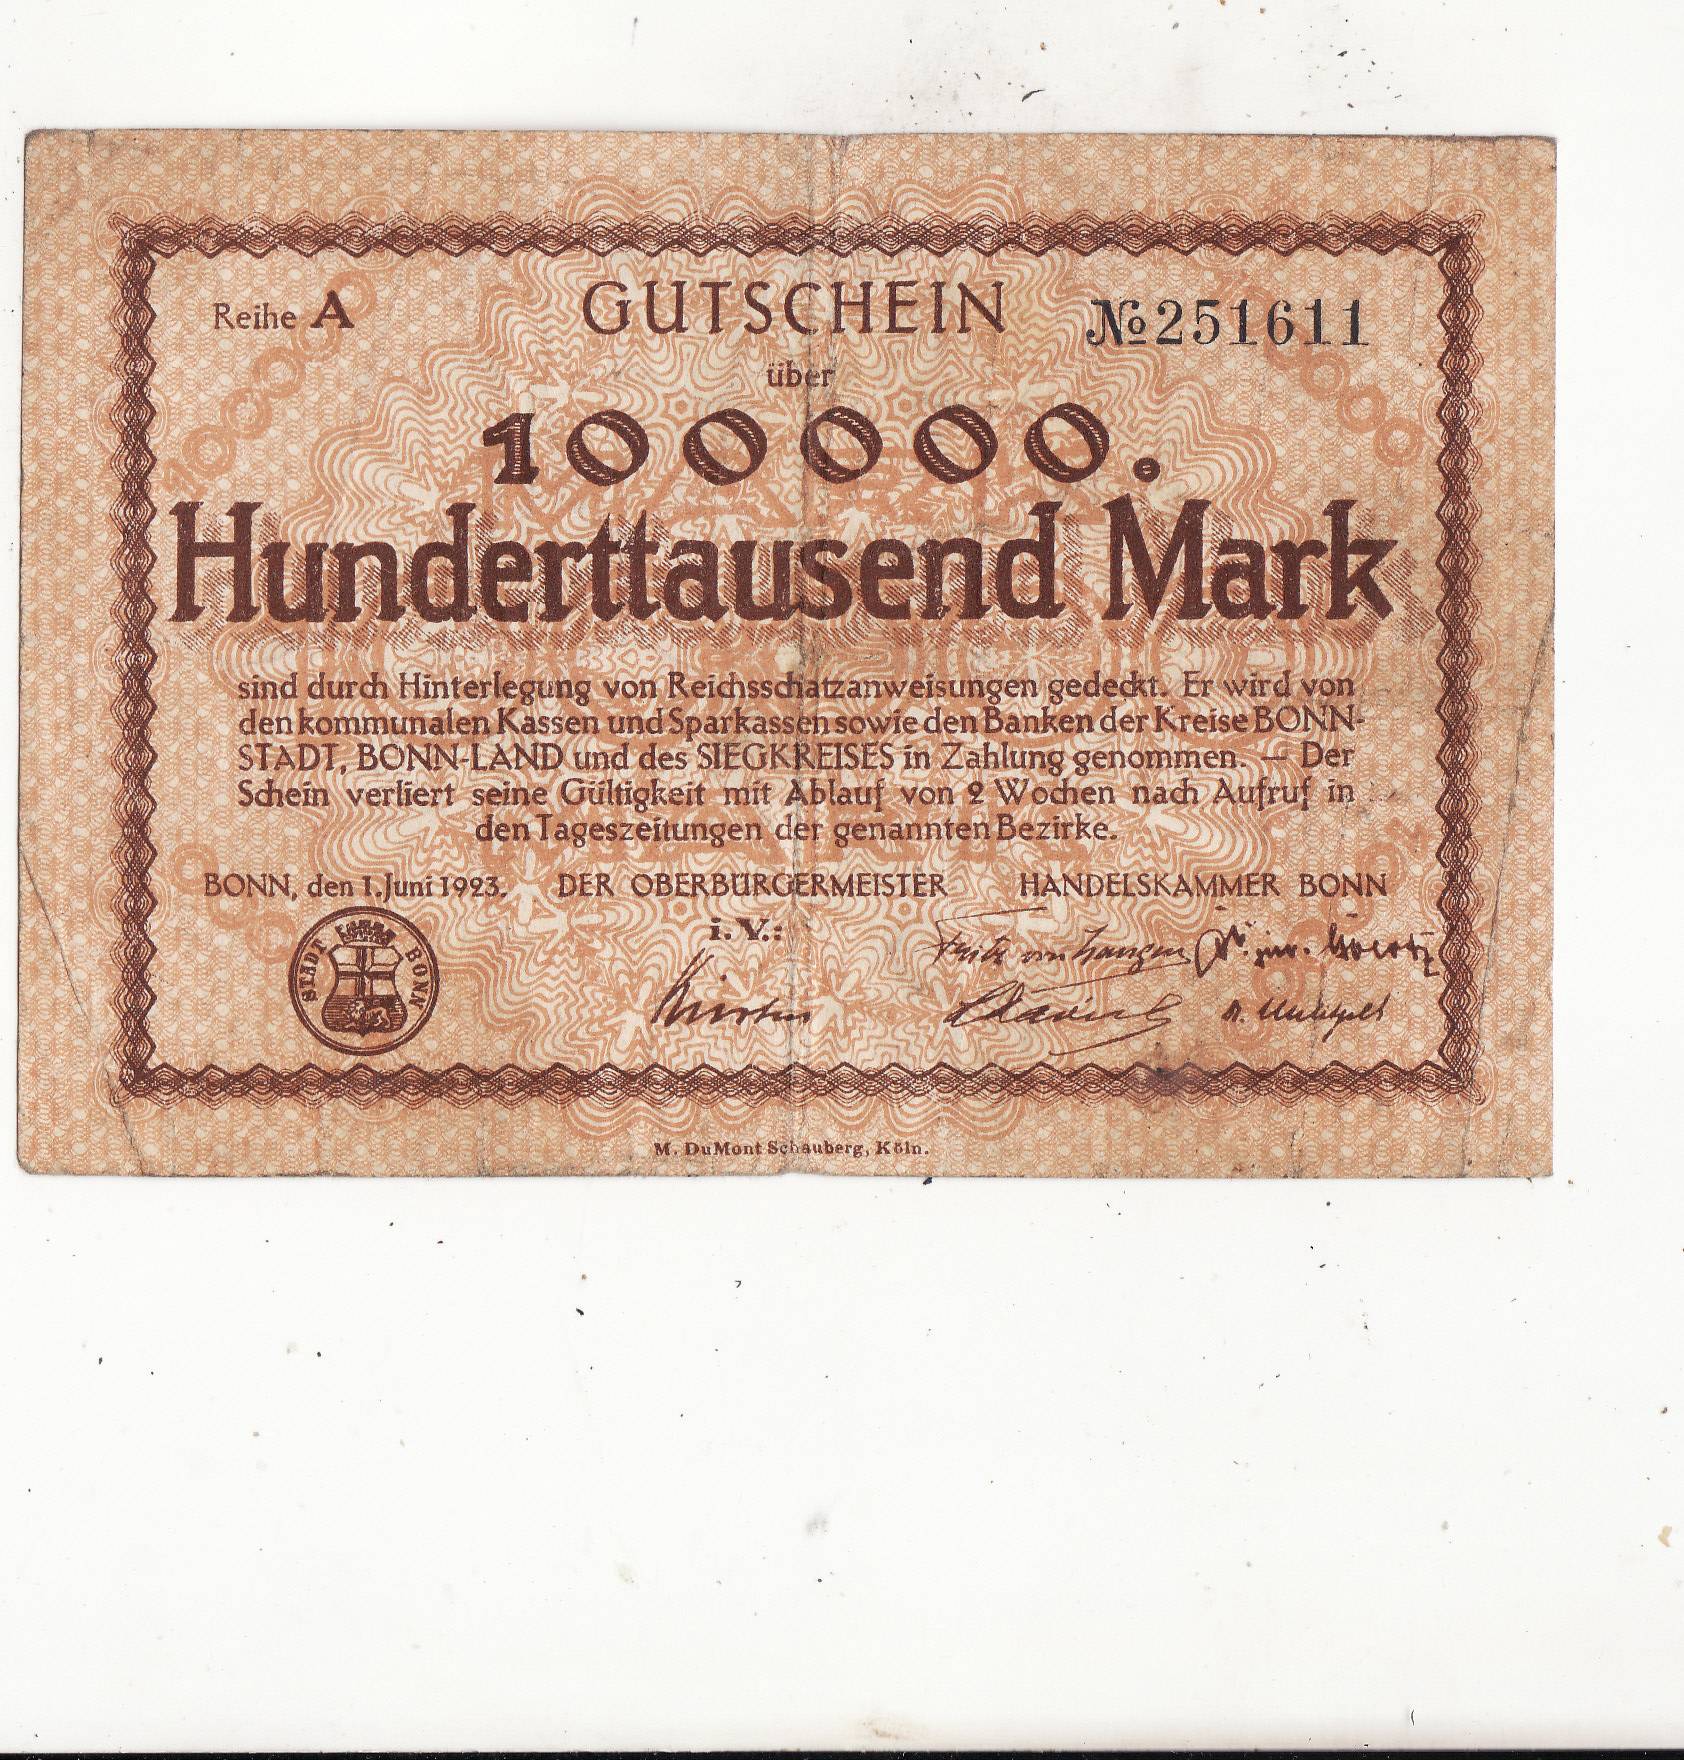 Reihe A GUTSCHEIN №251611
über
100000.
Hunderttausend Mark
sind durch Hinterlegung von Reichsschatzanweisungen gedeckt. Er wird von
den kommunalen Kassen und Sparkassen sowie den Banken der Kreise BONN-
STADT, BONN-LAND und des SIEGKREISES in Zahlung genommen. — Der
Schein verliert seine Gültigkeit mit Ablauf von 2 Wochen nach Aufruf in
den Tageszeitungen der genannten Bezirke.
BONN, den 1. Juni 1923. DER OBERBÜRGERMEISTER HANDELSKAMMER BONN
i. V.:
STADT BONN
M. DuMont Schauberg, Köln.